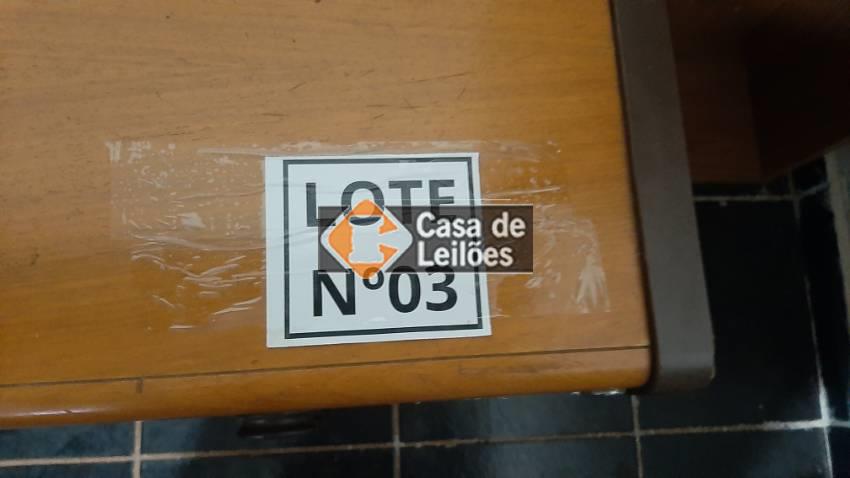 LOTE
Casa de
Leilões
Nº03